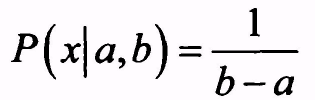 P(x|a,b) = 1/(b-a)